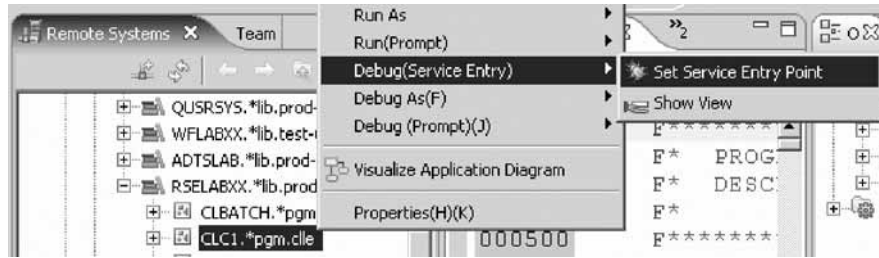 Remote Systems
Team
QUSRSYS.*lib.prod-
WFLABXX.*lib.test-
ADTSLAB.*lib.prod-
RSELABXX.*lib.prod
CLBATCH.*pgm
CLC1.*pgm.clle
Run As
Run(Prompt)
Debug(Service Entry)
Debug As(F)
Debug (Prompt)(J)
Visualize Application Diagram
Properties(H)(K)
Set Service Entry Point
Show View
»2
F********
F* PROG
F* DESC
F*
000500 F*******